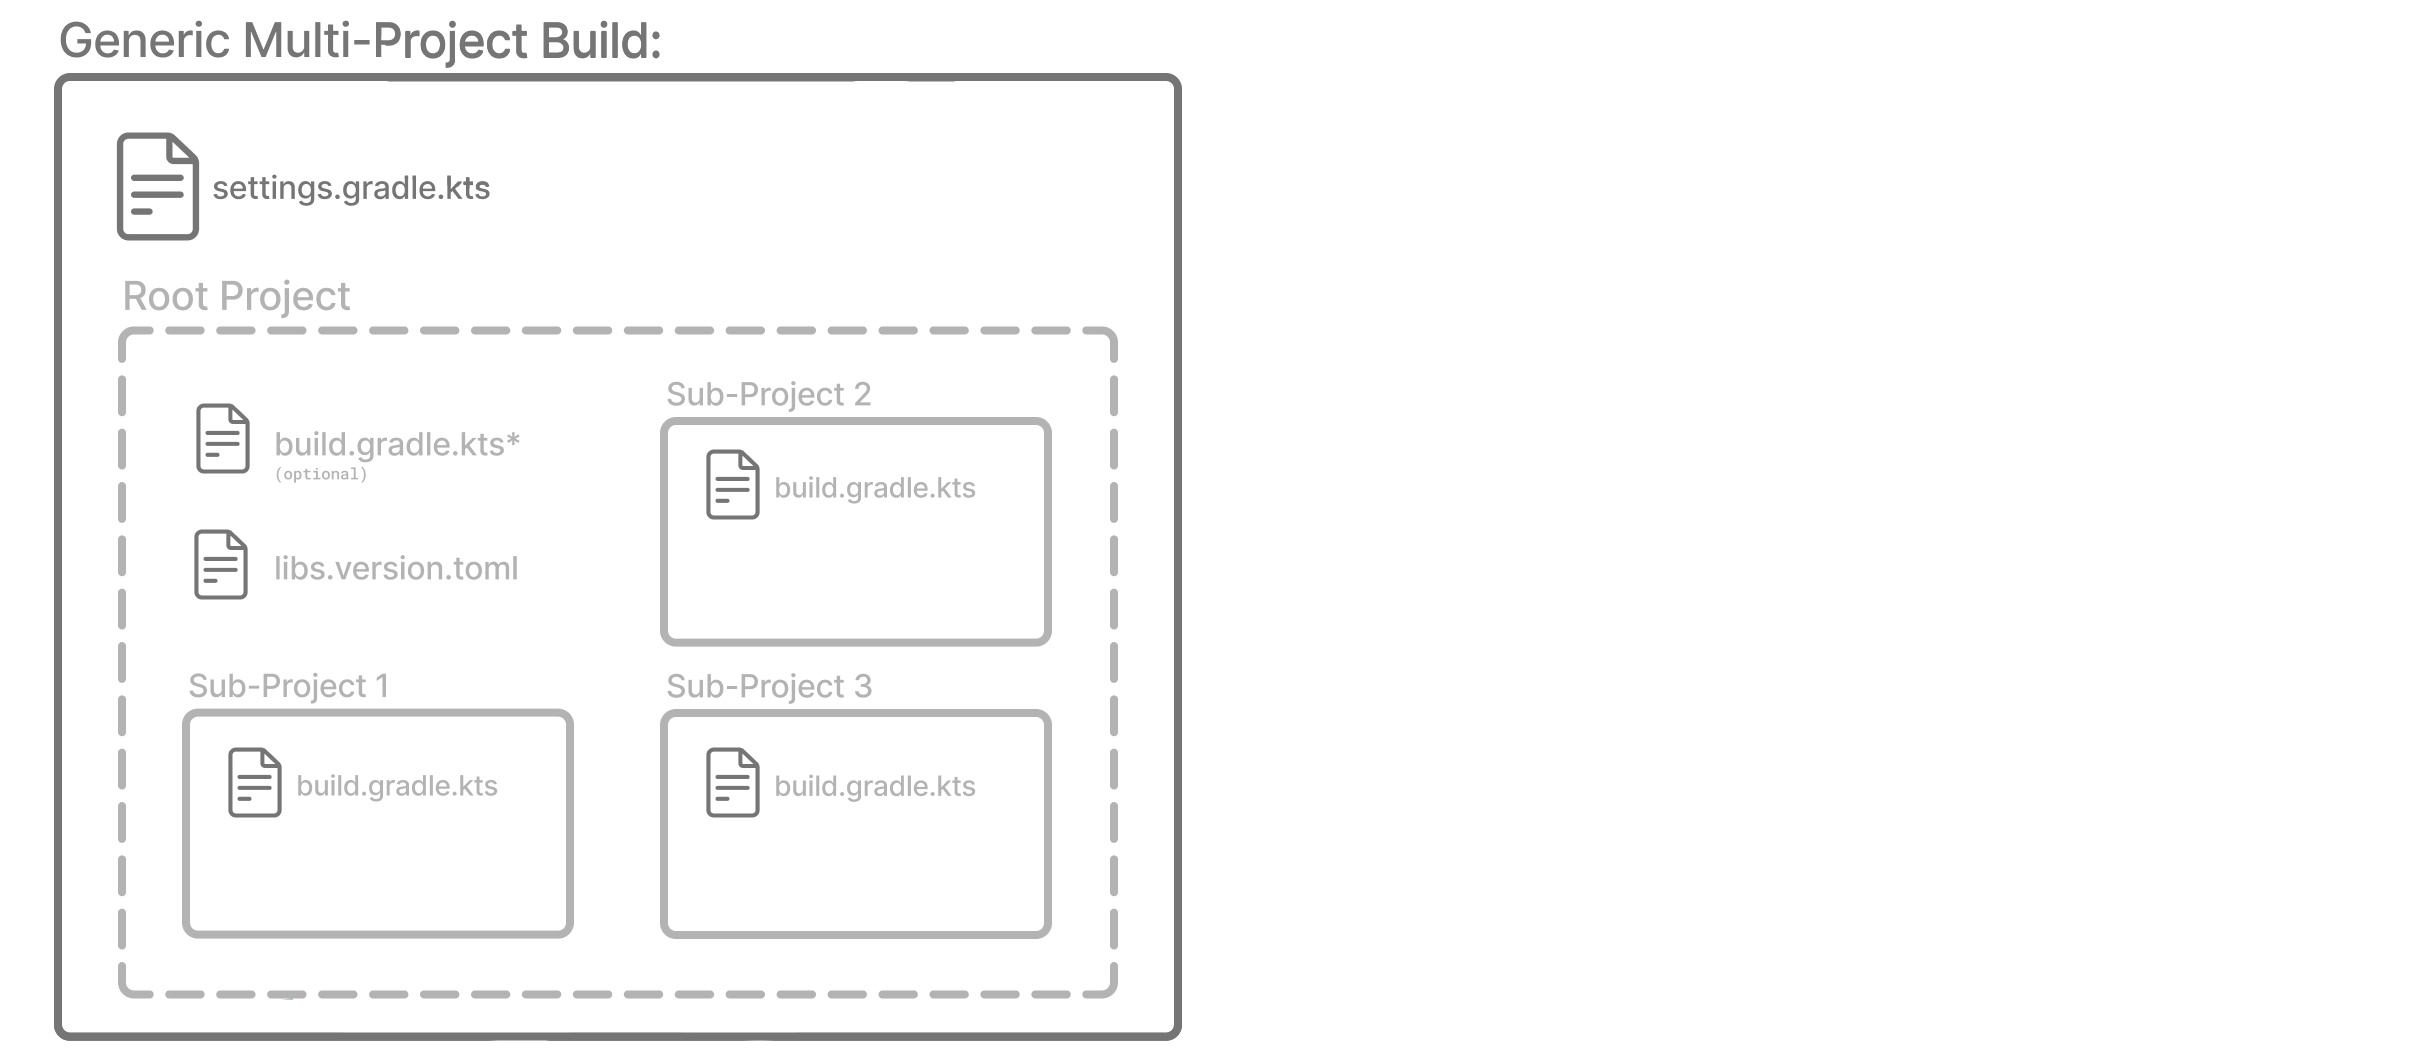 Generic Multi-Project Build:
settings.gradle.kts
Root Project
build.gradle.kts*
(optional)
libs.version.toml
Sub-Project 2
build.gradle.kts
Sub-Project 1
build.gradle.kts
Sub-Project 3
build.gradle.kts